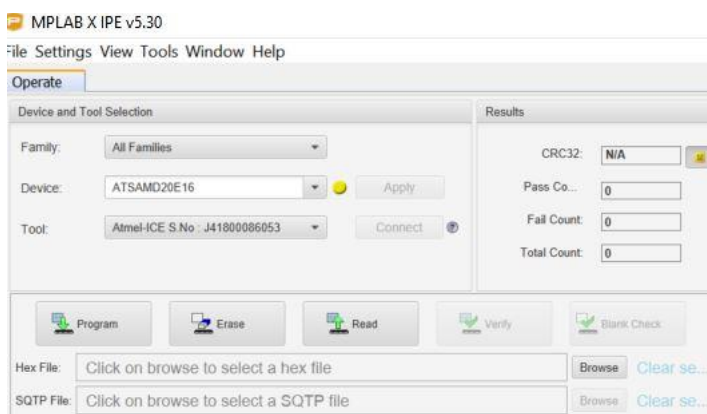 MPLAB X IPE v5.30
File Settings View Tools Window Help
Operate
Device and Tool Selection
Results
Family:
All Families
CRC32:
N/A
Device:
ATSAMD20E16
Apply
Pass Co...
0
Tool:
Atmel-ICE S.No : J41800086053
Connect
Fail Count:
0
Total Count:
0
Program
Erase
Read
Verify
Blank Check
Hex File:
Click on browse to select a hex file
Browse
Clear se...
SQTP File:
Click on browse to select a SQTP file
Browse
Clear se...